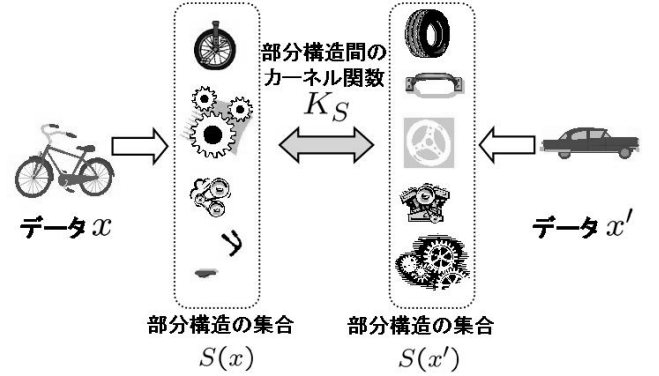 部分構造間の
カーネル関数
K_S
データ x
データ x′
部分構造の集合
S(x)
部分構造の集合
S(x′)